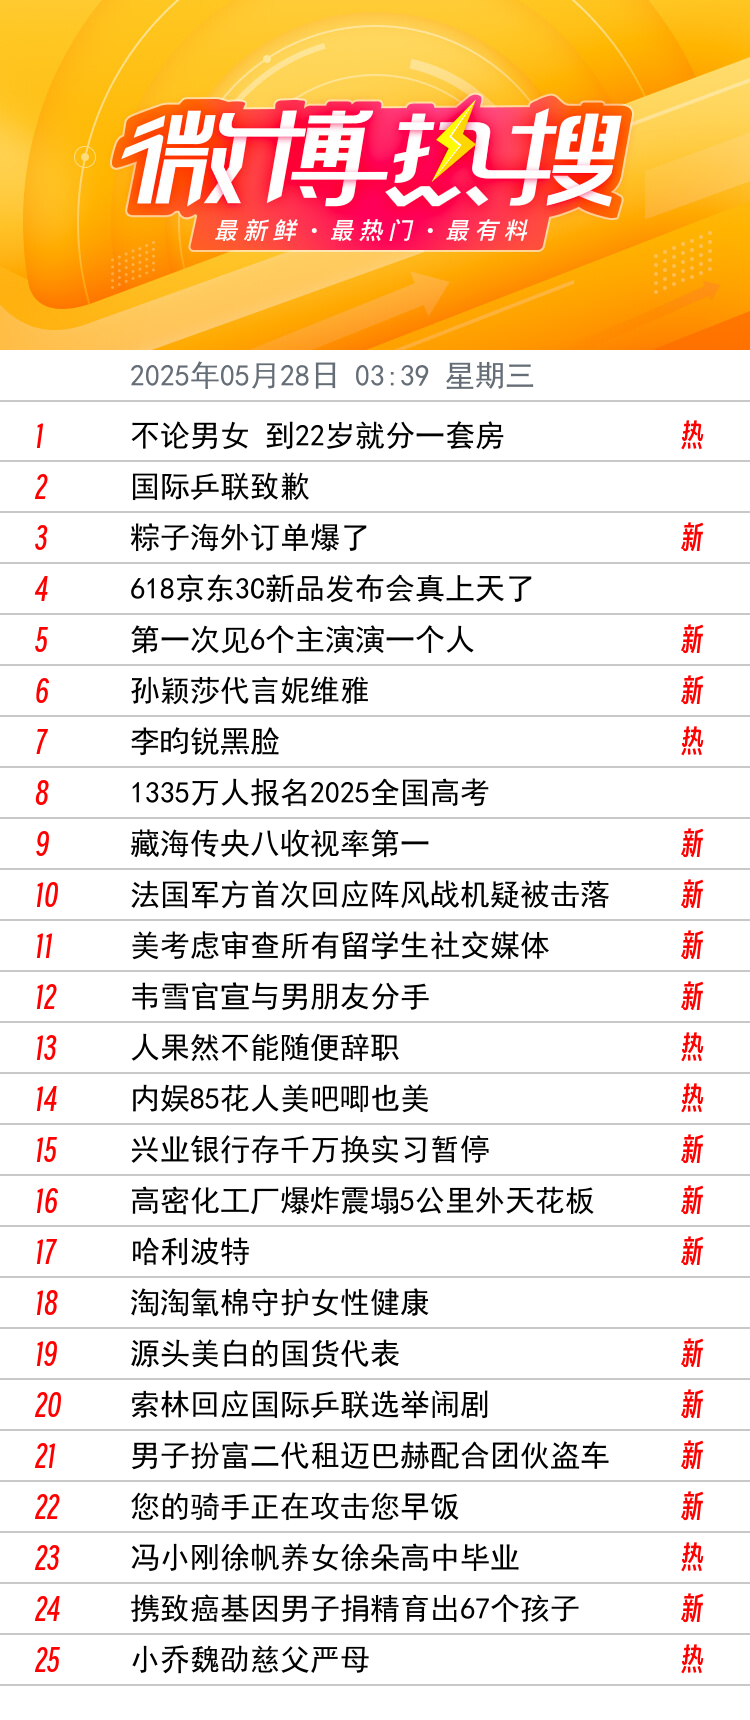 微博热搜
最新鲜·最热门·最有料
2025年05月28日 03:39 星期三
1 不论男女 到22岁就分一套房 热
2 国际乒联致歉
3 粽子海外订单爆了 新
4 618京东3C新品发布会真上天了
5 第一次见6个主演演一个人 新
6 孙颖莎代言妮维雅 新
7 李昀锐黑脸 热
8 1335万人报名2025全国高考
9 藏海传央八收视率第一 新
10 法国军方首次回应阵风战机疑被击落 新
11 美考虑审查所有留学生社交媒体 新
12 韦雪官宣与男朋友分手 新
13 人果然不能随便辞职 热
14 内娱85花人美吧唧也美 热
15 兴业银行存千万换实习暂停 新
16 高密化工厂爆炸震塌5公里外天花板 新
17 哈利波特 新
18 淘淘氧棉守护女性健康
19 源头美白的国货代表 新
20 索林回应国际乒联选举闹剧 新
21 男子扮富二代租迈巴赫配合团伙盗车 新
22 您的骑手正在攻击您早饭 新
23 冯小刚徐帆养女徐朵高中毕业 热
24 携致癌基因男子捐精育出67个孩子 新
25 小乔魏劭慈父严母 热